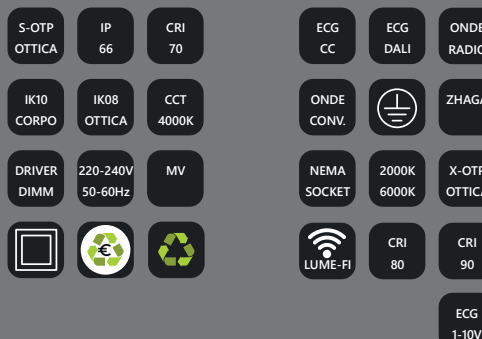 S-OTP
OTTICA
IP
66
CRI
70
IK10
CORPO
IK08
OTTICA
CCT
4000K
DRIVER
DIMM
220-240V
50-60Hz
MV
€
ECG
CC
ECG
DALI
ONDE
RADIO
ONDE
CONV.
ZHAGA
NEMA
SOCKET
2000K
6000K
X-OTP
OTTICA
LUME-FI
CRI
80
CRI
90
ECG
1-10V